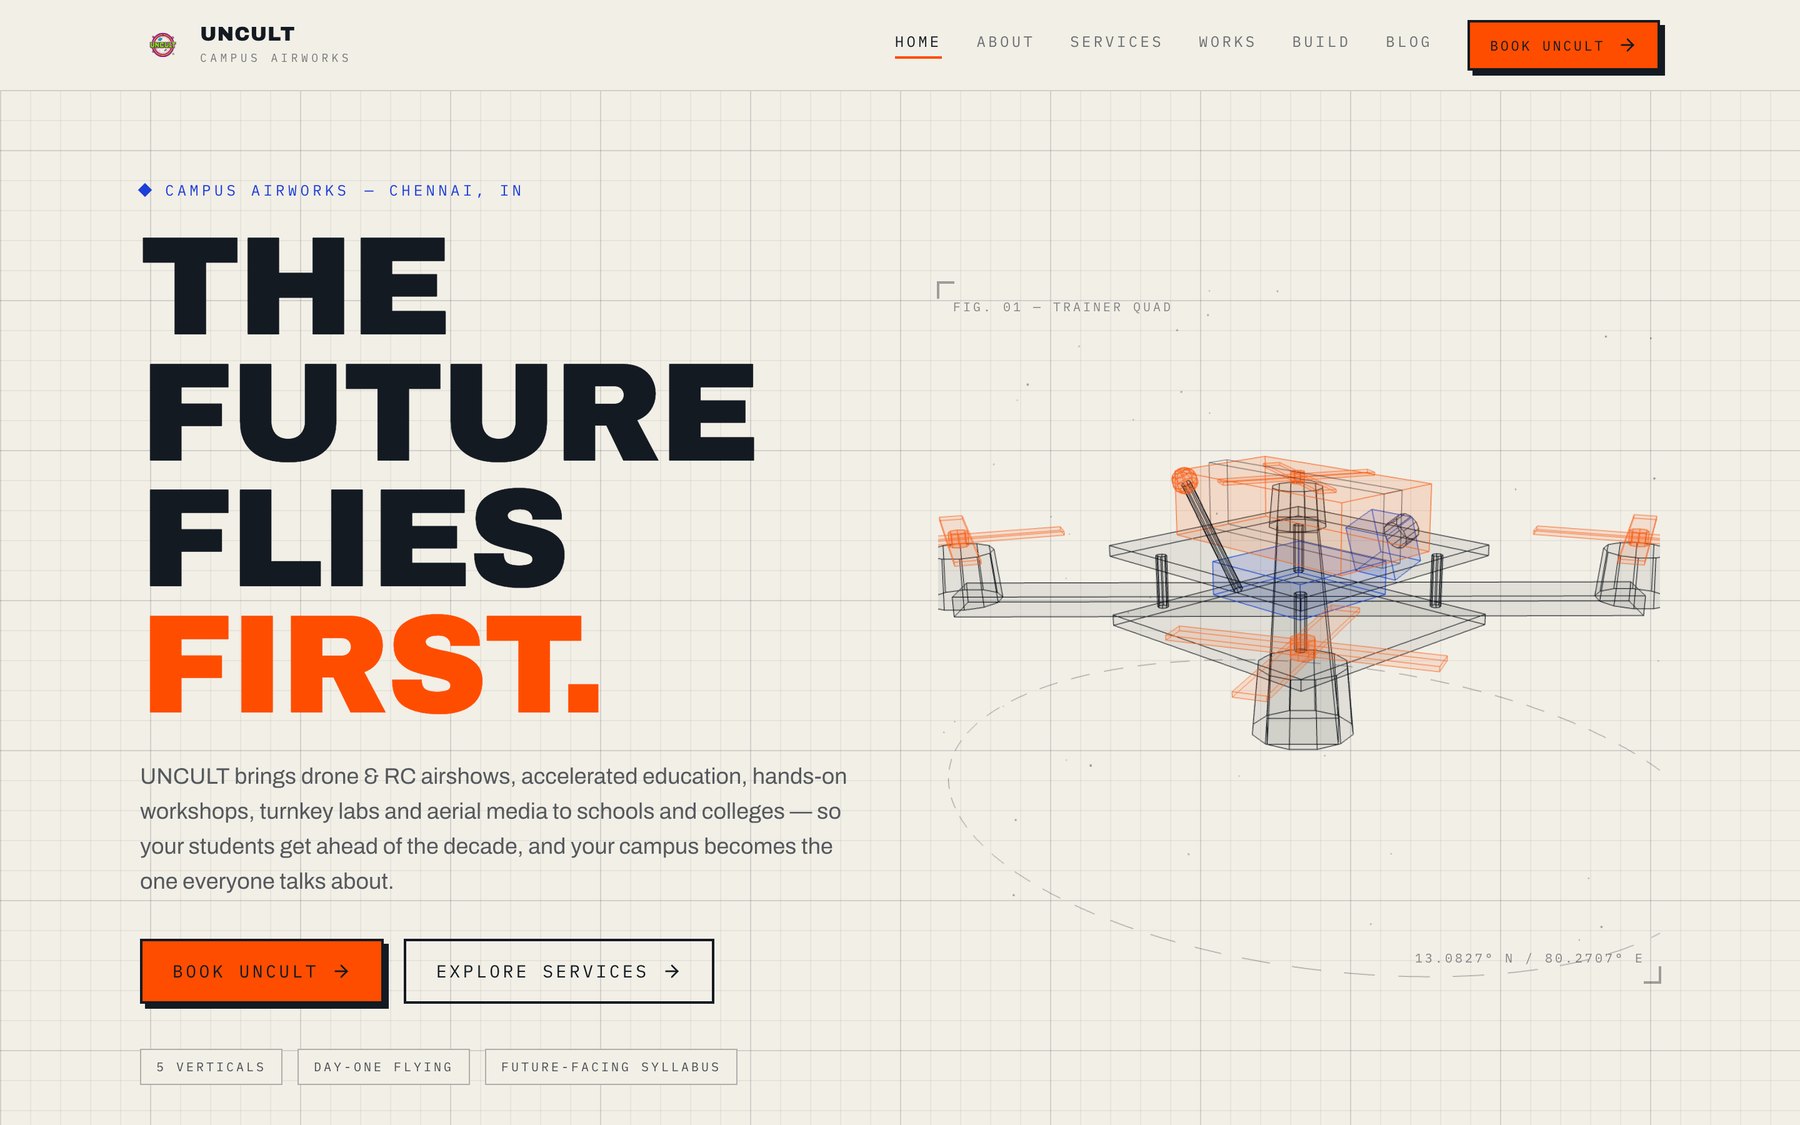 UNCULT
UNCULT
CAMPUS AIRWORKS
HOME ABOUT SERVICES WORKS BUILD BLOG
BOOK UNCULT →
CAMPUS AIRWORKS — CHENNAI, IN
THE
FUTURE
FLIES
FIRST.
UNCULT brings drone & RC airshows, accelerated education, hands-on
workshops, turnkey labs and aerial media to schools and colleges — so
your students get ahead of the decade, and your campus becomes the
one everyone talks about.
BOOK UNCULT →
EXPLORE SERVICES →
5 VERTICALS
DAY-ONE FLYING
FUTURE-FACING SYLLABUS
FIG. 01 — TRAINER QUAD
13.0827° N / 80.2707° E